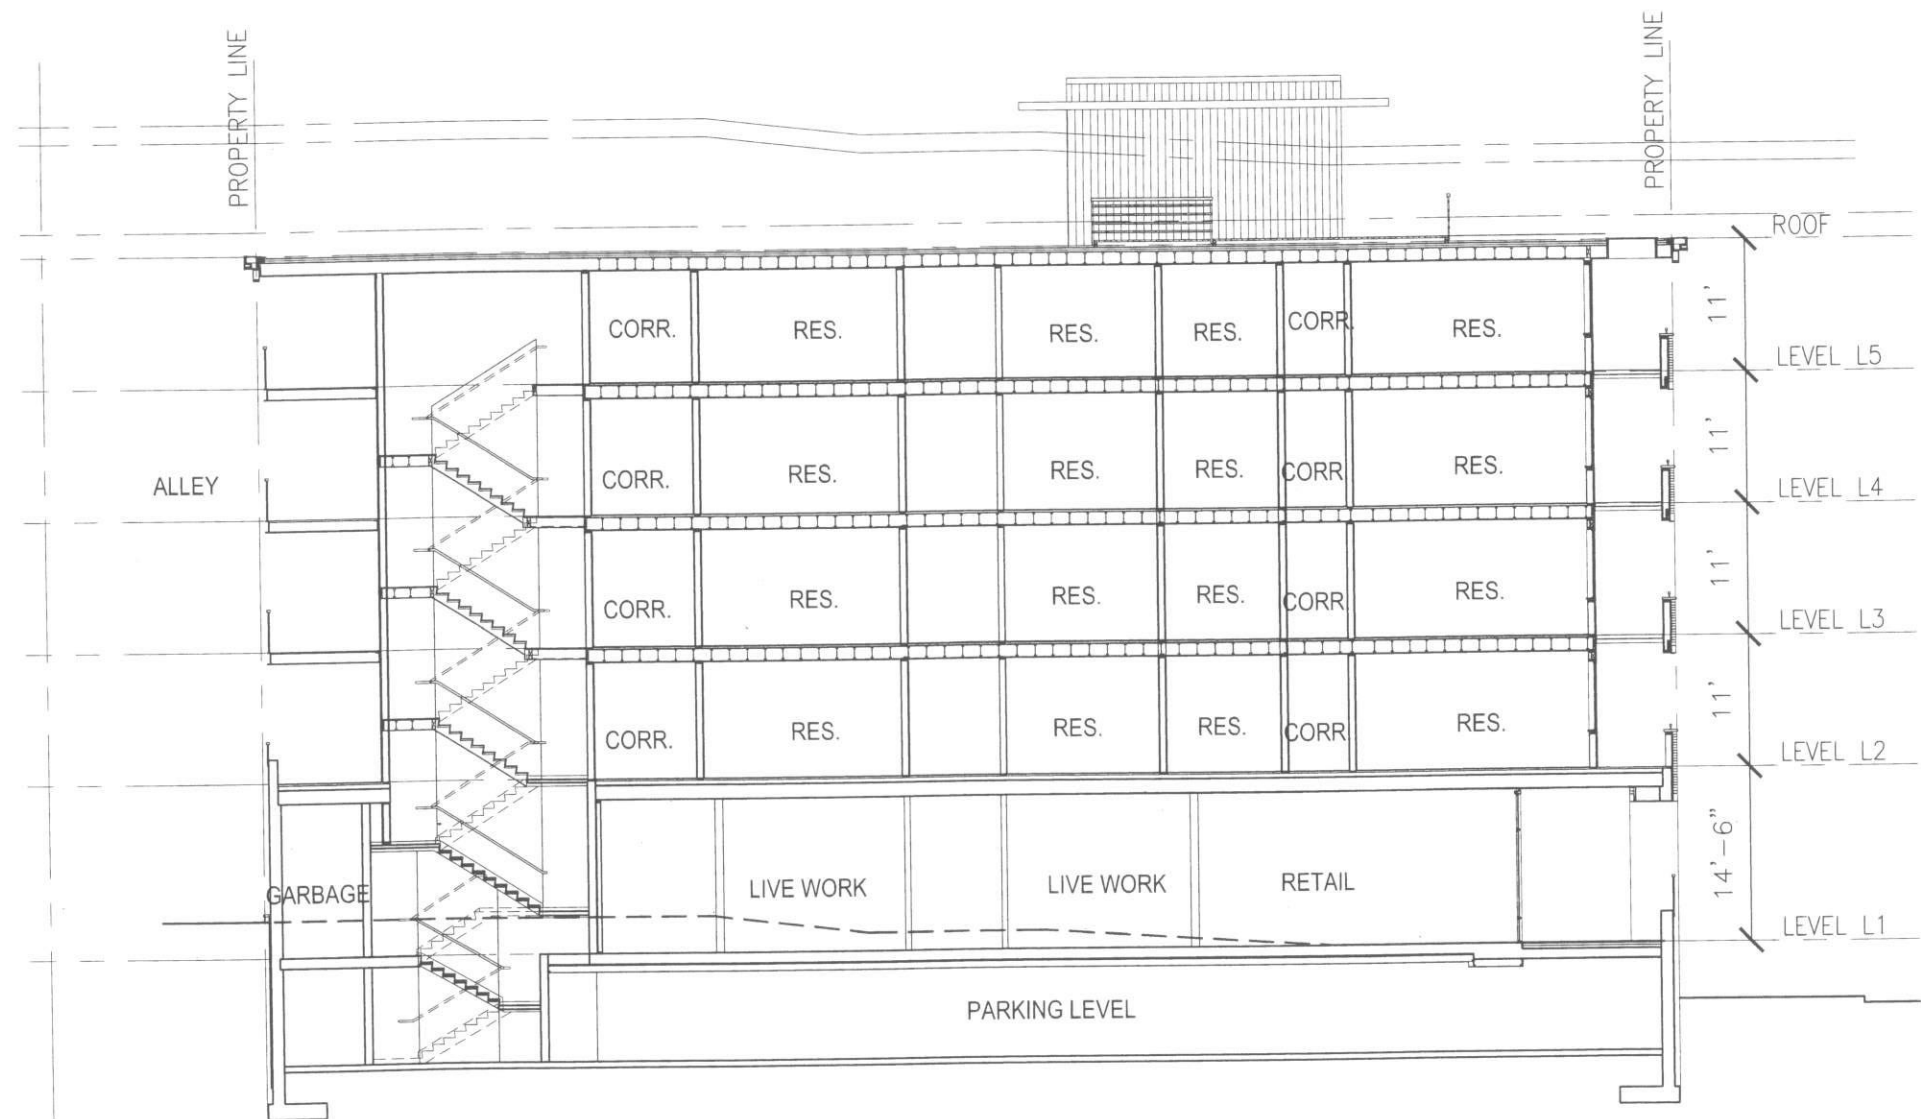 PROPERTY LINE
PROPERTY LINE
ROOF
11'
CORR.
RES.
RES.
RES.
CORR.
RES.
LEVEL L5
11'
ALLEY
CORR.
RES.
RES.
RES.
CORR.
RES.
LEVEL L4
11'
CORR.
RES.
RES.
RES.
CORR.
RES.
LEVEL L3
11'
CORR.
RES.
RES.
RES.
CORR.
RES.
LEVEL L2
14'-6"
GARBAGE
LIVE WORK
LIVE WORK
RETAIL
LEVEL L1
PARKING LEVEL